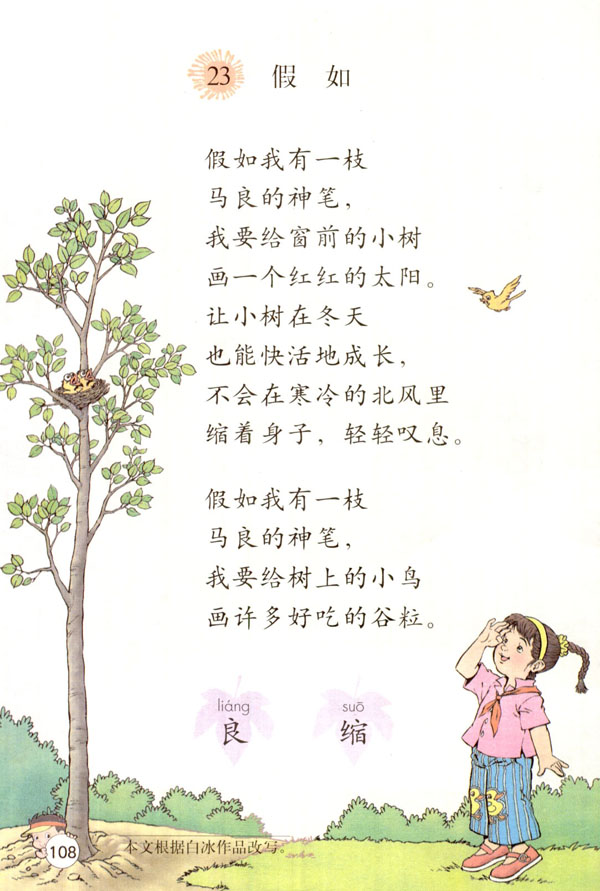 23 假如
假如我有一枝
马良的神笔，
我要给窗前的小树
画一个红红的太阳。
让小树在冬天
也能快活地成长，
不会在寒冷的北风里
缩着身子，轻轻叹息。
假如我有一枝
马良的神笔，
我要给树上的小鸟
画许多好吃的谷粒。
liáng suō
良 缩
本文根据白冰作品改写。
108